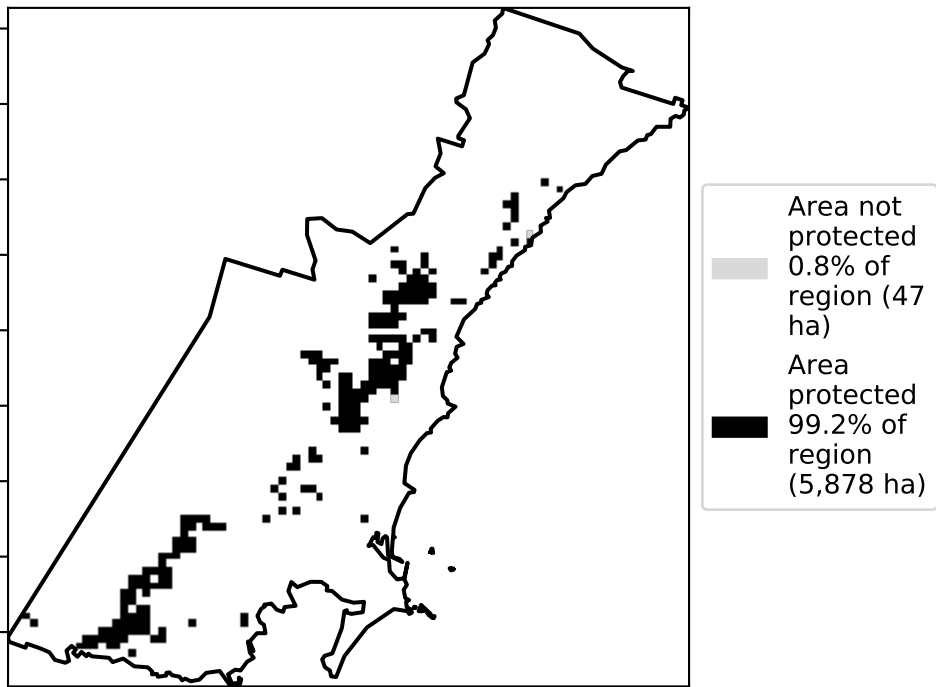 Area not
protected
0.8% of
region (47
ha)
Area
protected
99.2% of
region
(5,878 ha)